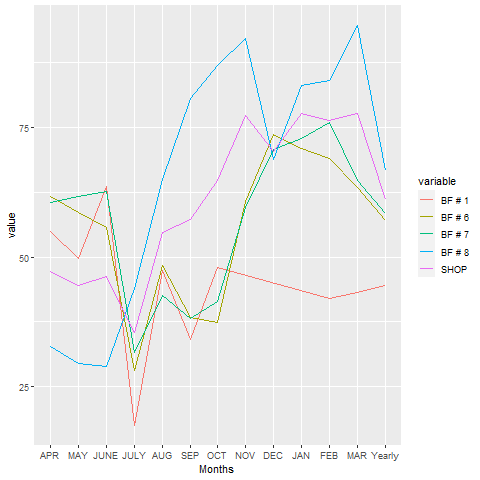 value
75
50
25
APR MAY JUNE JULY AUG SEP OCT NOV DEC JAN FEB MAR Yearly
Months
variable
BF # 1
BF # 6
BF # 7
BF # 8
SHOP